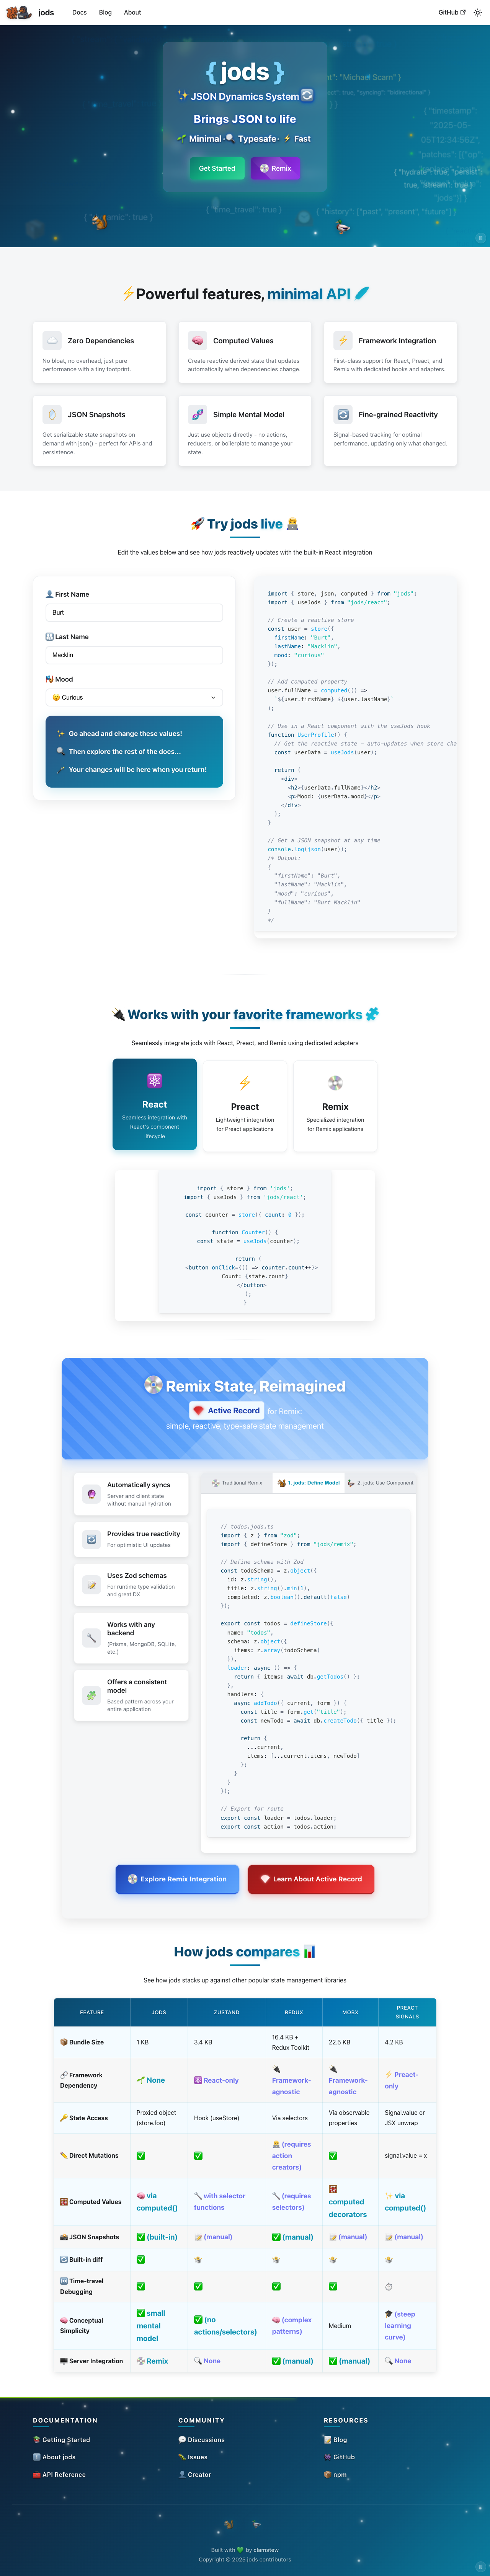 jods
Docs
Blog
About
GitHub
{ jods }
JSON Dynamics System
Brings JSON to life
Minimal · Typesafe · Fast
Get Started
Remix
"Michael Scarn" }
"bidirectional" }
{ "timestamp":
"patches": [{"op"
{ "hydrate": true, "persist":
true, "stream": true }
{ "time_travel": true }
{ "history": ["past", "present", "future"] }
Powerful features, minimal API
Zero Dependencies
No bloat, no overhead, just pure
performance with a tiny footprint.
Computed Values
Create reactive derived state that updates
automatically when dependencies change.
Framework Integration
First-class support for React, Preact, and
Remix with dedicated hooks and adapters.
JSON Snapshots
Get serializable state snapshots on
demand with json() - perfect for APIs and
persistence.
Simple Mental Model
Just use objects directly - no actions,
reducers, or boilerplate to manage your
state.
Fine-grained Reactivity
Signal-based tracking for optimal
performance, updating only what changed.
Try jods live
Edit the values below and see how jods reactively updates with the built-in React integration
First Name
Burt
Last Name
Macklin
Mood
Curious
Go ahead and change these values!
Then explore the rest of the docs...
Your changes will be here when you return!
import { store, json, computed } from "jods";
import { useJods } from "jods/react";
// Create a reactive store
const user = store({
firstName: "Burt",
lastName: "Macklin",
mood: "curious"
});
// Add computed property
user.fullName = computed(() =>
`${user.firstName} ${user.lastName}`
);
// Use in a React component with the useJods hook
function UserProfile() {
// Get the reactive state - auto-updates when store cha
const userData = useJods(user);
return (
<div>
<h2>{userData.fullName}</h2>
<p>Mood: {userData.mood}</p>
</div>
);
}
// Get a JSON snapshot at any time
console.log(json(user));
/* Output:
{
"firstName": "Burt",
"lastName": "Macklin",
"mood": "curious",
"fullName": "Burt Macklin"
}
*/
Works with your favorite frameworks
Seamlessly integrate jods with React, Preact, and Remix using dedicated adapters
React
Seamless integration with
React's component
lifecycle
Preact
Lightweight integration
for Preact applications
Remix
Specialized integration
for Remix applications
import { store } from 'jods';
import { useJods } from 'jods/react';
const counter = store({ count: 0 });
function Counter() {
const state = useJods(counter);
return (
<button onClick={() => counter.count++}>
Count: {state.count}
</button>
);
}
Remix State, Reimagined
Active Record for Remix:
simple, reactive, type-safe state management
Automatically syncs
Server and client state
without manual hydration
Provides true reactivity
For optimistic UI updates
Uses Zod schemas
For runtime type validation
and great DX
Works with any
backend
(Prisma, MongoDB, SQLite,
etc.)
Offers a consistent
model
Based pattern across your
entire application
Traditional Remix
1. jods: Define Model
2. jods: Use Component
// todos.jods.ts
import { z } from "zod";
import { defineStore } from "jods/remix";
// Define schema with Zod
const todoSchema = z.object({
id: z.string(),
title: z.string().min(1),
completed: z.boolean().default(false)
});
export const todos = defineStore({
name: "todos",
schema: z.object({
items: z.array(todoSchema)
}),
loader: async () => {
return { items: await db.getTodos() };
},
handlers: {
async addTodo({ current, form }) {
const title = form.get("title");
const newTodo = await db.createTodo({ title });
return {
...current,
items: [...current.items, newTodo]
};
}
}
});
// Export for route
export const loader = todos.loader;
export const action = todos.action;
Explore Remix Integration
Learn About Active Record
How jods compares
See how jods stacks up against other popular state management libraries
FEATURE JODS ZUSTAND REDUX MOBX PREACT SIGNALS
Bundle Size 1 KB 3.4 KB 16.4 KB + Redux Toolkit 22.5 KB 4.2 KB
Framework Dependency None React-only Framework-agnostic Framework-agnostic Preact-only
State Access Proxied object (store.foo) Hook (useStore) Via selectors Via observable properties Signal.value or JSX unwrap
Direct Mutations ✅ ✅ (requires action creators) ✅ signal.value = x
Computed Values via computed() with selector functions (requires selectors) computed decorators via computed()
JSON Snapshots ✅ (built-in) (manual) ✅ (manual) (manual) (manual)
Built-in diff ✅
Time-travel Debugging ✅ ✅ ✅ ✅
Conceptual Simplicity ✅ small mental model ✅ (no actions/selectors) (complex patterns) Medium (steep learning curve)
Server Integration Remix None ✅ (manual) ✅ (manual) None
DOCUMENTATION
Getting Started
About jods
API Reference
COMMUNITY
Discussions
Issues
Creator
RESOURCES
Blog
GitHub
npm
Built with 💚 by clamstew
Copyright © 2025 jods contributors